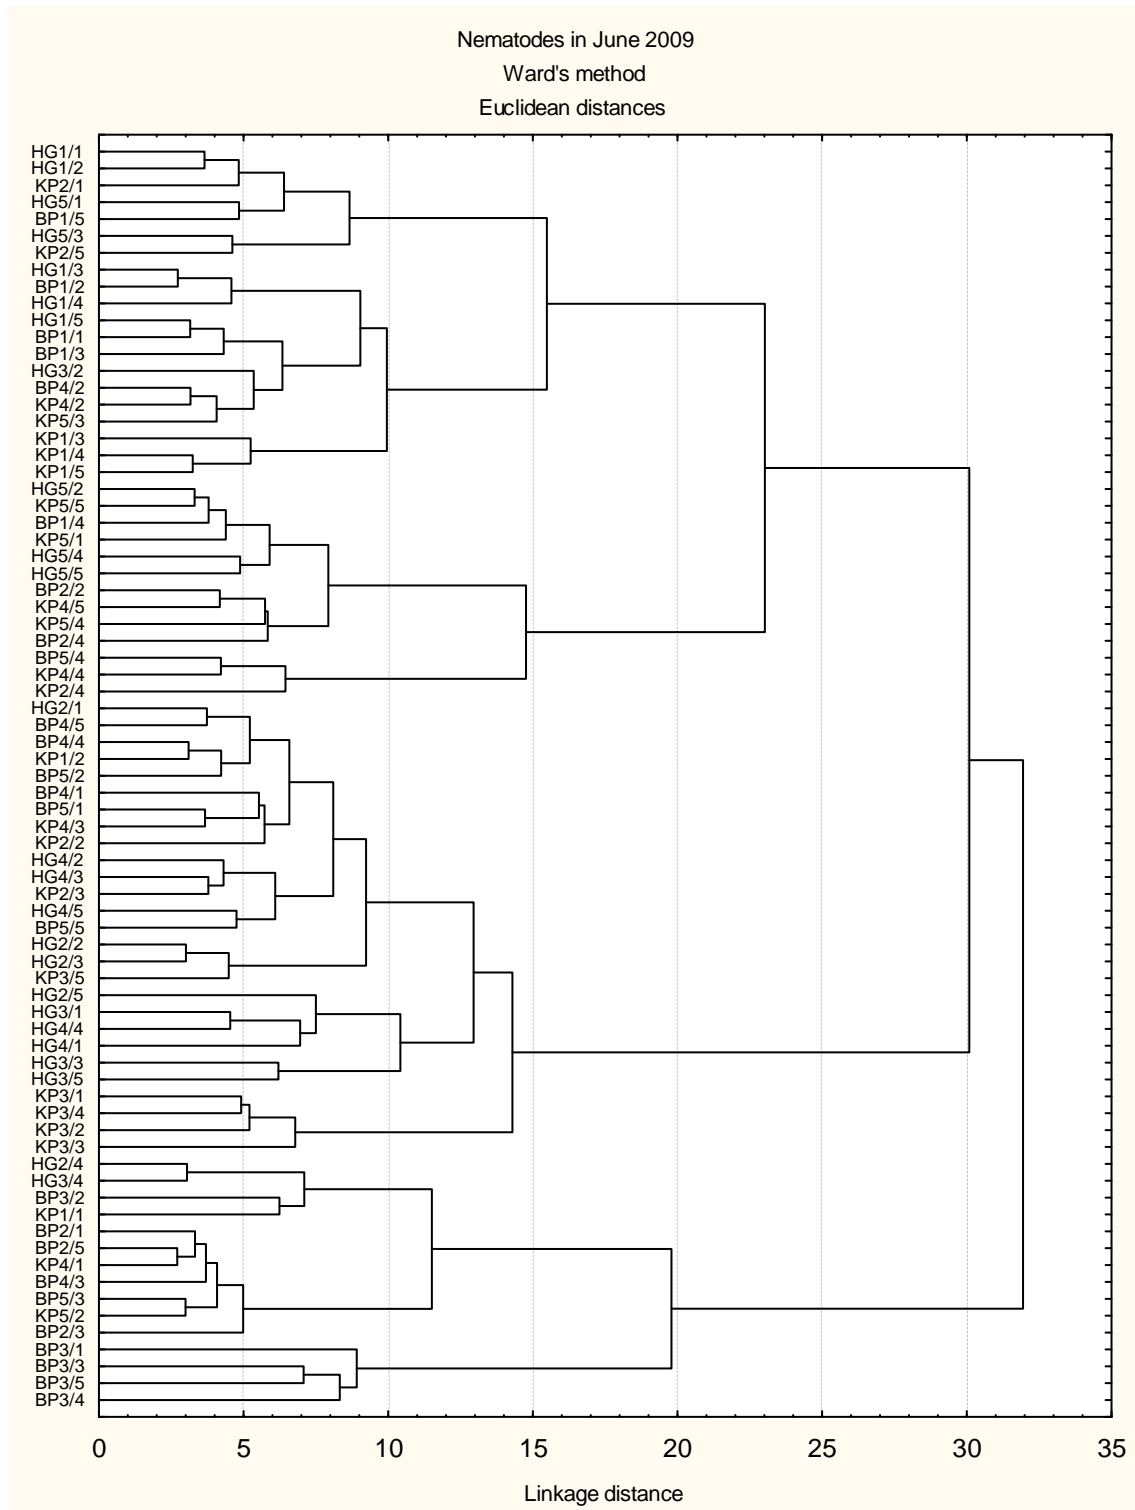 Nematodes in June 2009
Ward's method
Euclidean distances
HG1/1
HG1/2
KP2/1
HG5/1
BP1/5
HG5/3
KP2/5
HG1/3
BP1/2
HG1/4
HG1/5
BP1/1
BP1/3
HG3/2
BP4/2
KP4/2
KP5/3
KP1/3
KP1/4
KP1/5
HG5/2
KP5/5
BP1/4
KP5/1
HG5/4
HG5/5
BP2/2
KP4/5
KP5/4
BP2/4
BP5/4
KP4/4
KP2/4
HG2/1
BP4/5
BP4/4
KP1/2
BP5/2
BP4/1
BP5/1
KP4/3
KP2/2
HG4/2
HG4/3
KP2/3
HG4/5
BP5/5
HG2/2
HG2/3
KP3/5
HG2/5
HG3/1
HG4/4
HG4/1
HG3/3
HG3/5
KP3/1
KP3/4
KP3/2
KP3/3
HG2/4
HG3/4
BP3/2
KP1/1
BP2/1
BP2/5
KP4/1
BP4/3
BP5/3
KP5/2
BP2/3
BP3/1
BP3/3
BP3/5
BP3/4
0 5 10 15 20 25 30 35
Linkage distance